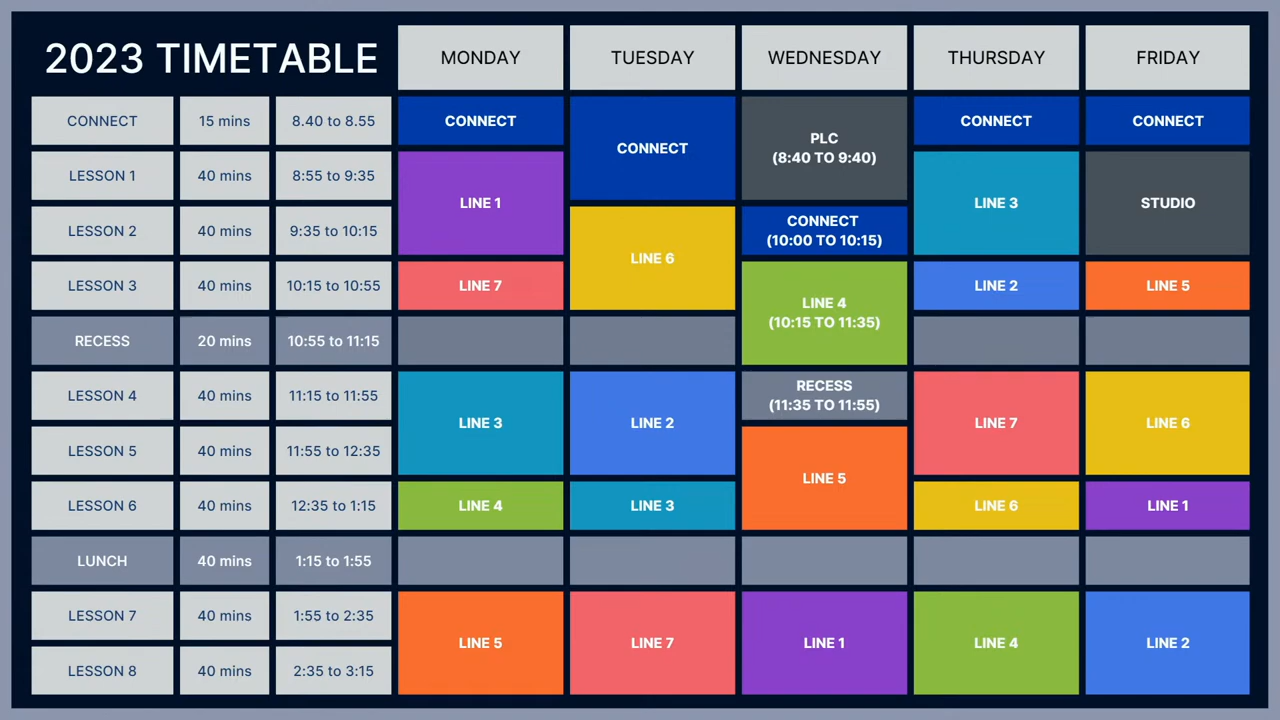 2023 TIMETABLE
MONDAY
TUESDAY
WEDNESDAY
THURSDAY
FRIDAY
CONNECT
15 mins
8.40 to 8.55
CONNECT
CONNECT
PLC
(8:40 TO 9:40)
CONNECT
CONNECT
LESSON 1
40 mins
8:55 to 9:35
LINE 1
LINE 3
STUDIO
LESSON 2
40 mins
9:35 to 10:15
LINE 6
CONNECT
(10:00 TO 10:15)
LESSON 3
40 mins
10:15 to 10:55
LINE 7
LINE 4
(10:15 TO 11:35)
LINE 2
LINE 5
RECESS
20 mins
10:55 to 11:15
LESSON 4
40 mins
11:15 to 11:55
LINE 3
LINE 2
RECESS
(11:35 TO 11:55)
LINE 7
LINE 6
LESSON 5
40 mins
11:55 to 12:35
LINE 5
LESSON 6
40 mins
12:35 to 1:15
LINE 4
LINE 3
LINE 6
LINE 1
LUNCH
40 mins
1:15 to 1:55
LESSON 7
40 mins
1:55 to 2:35
LINE 5
LINE 7
LINE 1
LINE 4
LINE 2
LESSON 8
40 mins
2:35 to 3:15